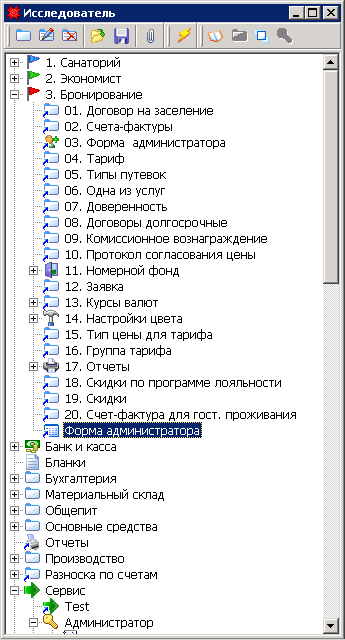 Исследователь
1. Санаторий
2. Экономист
3. Бронирование
01. Договор на заселение
02. Счета-фактуры
03. Форма администратора
04. Тариф
05. Типы путевок
06. Одна из услуг
07. Доверенность
08. Договоры долгосрочные
09. Комиссионное вознаграждение
10. Протокол согласования цены
11. Номерной фонд
12. Заявка
13. Курсы валют
14. Настройки цвета
15. Тип цены для тарифа
16. Группа тарифа
17. Отчеты
18. Скидки по программе лояльности
19. Скидки
20. Счет-фактура для гост. проживания
Форма администратора
Банк и касса
Бланки
Бухгалтерия
Материальный склад
Общепит
Основные средства
Отчеты
Производство
Разноска по счетам
Сервис
Test
Администратор